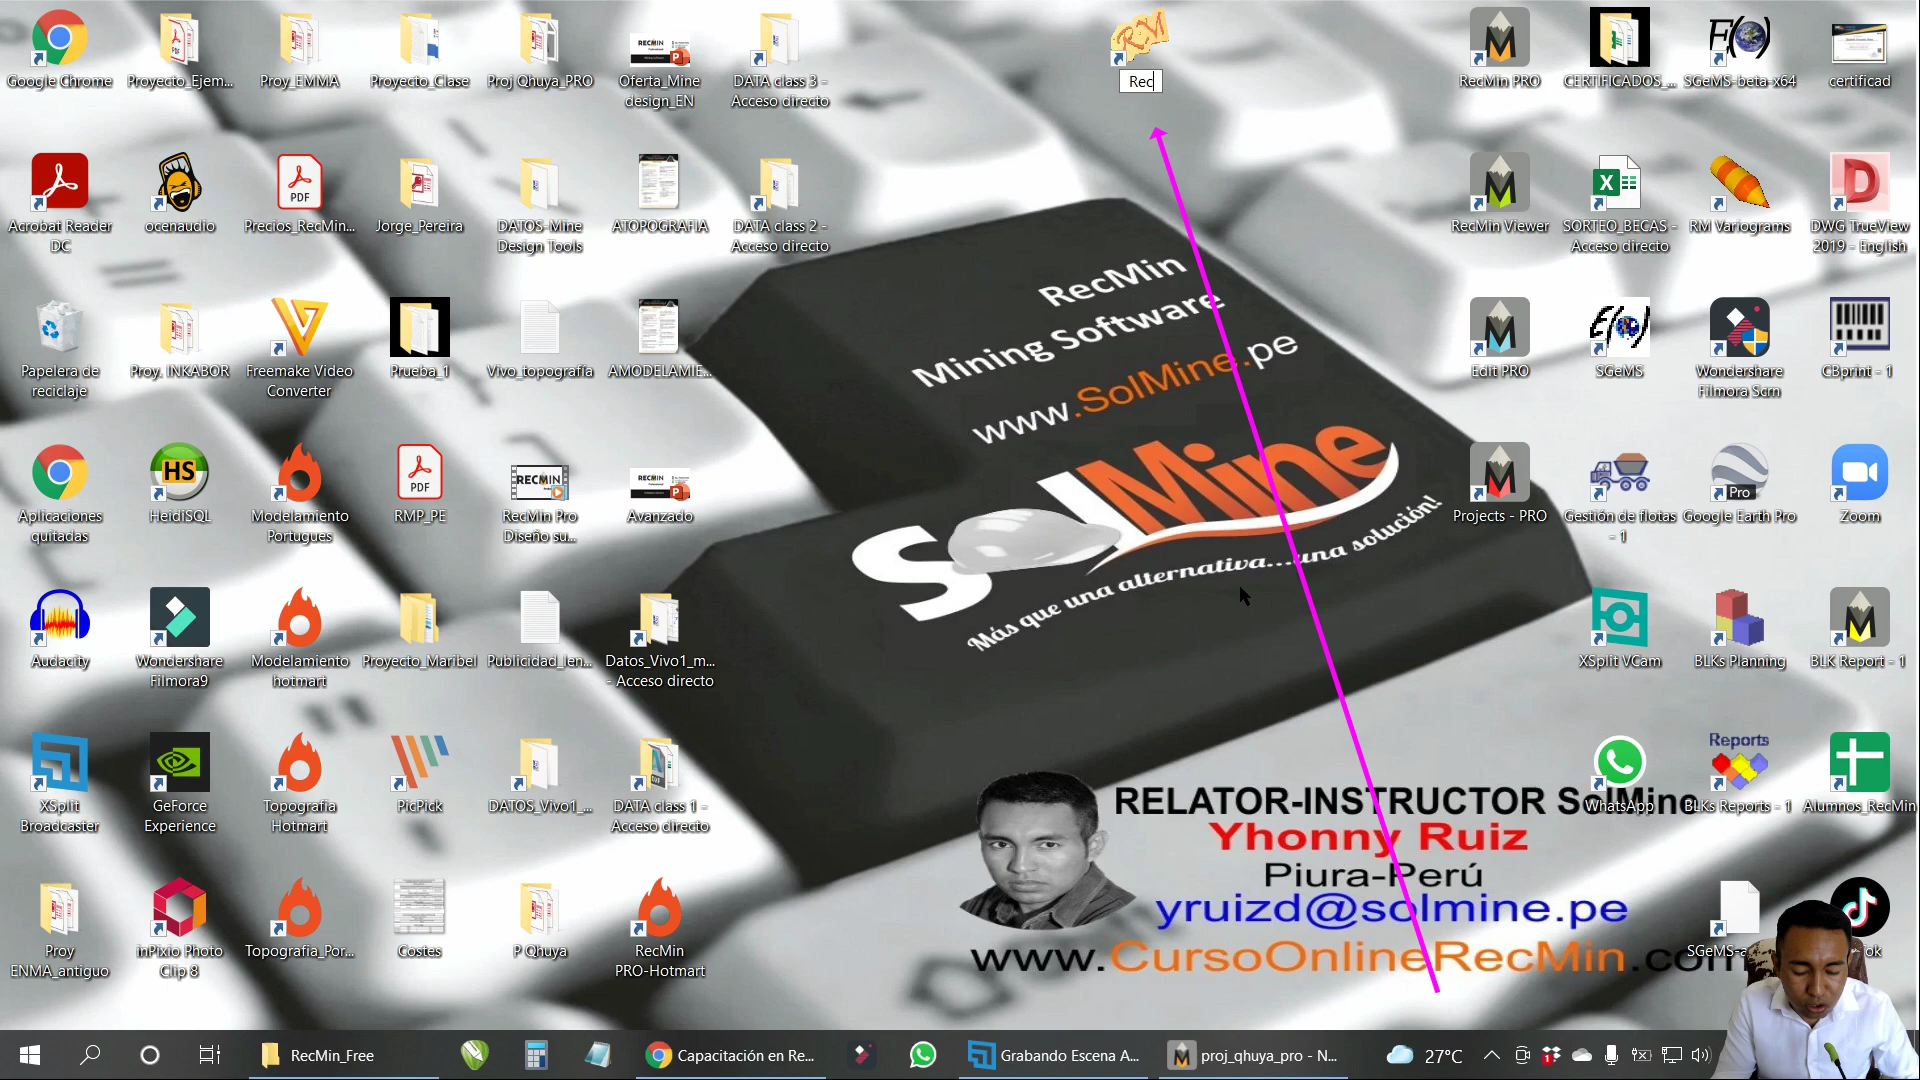 Google Chrome
Proyecto_Ejem...
Proy_EMMA
Proyecto_Clase
Proj Qhuya_PRO
Oferta_Mine
design_EN
DATA class 3 -
Acceso directo
Rec
RecMin PRO
CERTIFICADOS_...
SGeMS-beta-x64
certificad
Acrobat Reader
DC
ocenaudio
Precios_RecMin...
Jorge_Pereira
DATOS-Mine
Design Tools
ATOPOGRAFIA
DATA class 2 -
Acceso directo
RecMin Viewer
SORTEO_BECAS -
Acceso directo
RM Variograms
DWG TrueView
2019 - English
RecMin
Mining Software
www.SolMine.pe
SolMine
Más que una alternativa...una solución!
Papelera de
reciclaje
Proy. INKABOR
Freemake Video
Converter
Prueba_1
Vivo_topografía
AMODELAMIE...
Edit PRO
SGeMS
Wondershare
Filmora Scrn
CBprint - 1
Aplicaciones
quitadas
HeidiSQL
Modelamiento
Portugues
RMP_PE
RecMin Pro
Diseño su...
Avanzado
Projects - PRO
Gestión de flotas
- 1
Google Earth Pro
Zoom
Audacity
Wondershare
Filmora9
Modelamiento
hotmart
Proyecto_Maribel
Publicidad_len...
Datos_Vivo1_m...
- Acceso directo
XSplit VCam
BLKs Planning
BLK Report - 1
XSplit
Broadcaster
GeForce
Experience
Topografia
Hotmart
PicPick
DATOS_Vivo1_...
DATA class 1 -
Acceso directo
WhatsApp
Reports
BLKs Reports - 1
Alumnos_RecMin
RELATOR-INSTRUCTOR SolMine
Yhonny Ruiz
Piura-Perú
yruizd@solmine.pe
www.CursoOnlineRecMin.com
Proy
ENMA_antiguo
inPixio Photo
Clip 8
Topografia_Por...
Costes
P Qhuya
RecMin
PRO-Hotmart
RecMin_Free
Capacitación en Re...
Grabando Escena A...
proj_qhuya_pro - N...
27°C